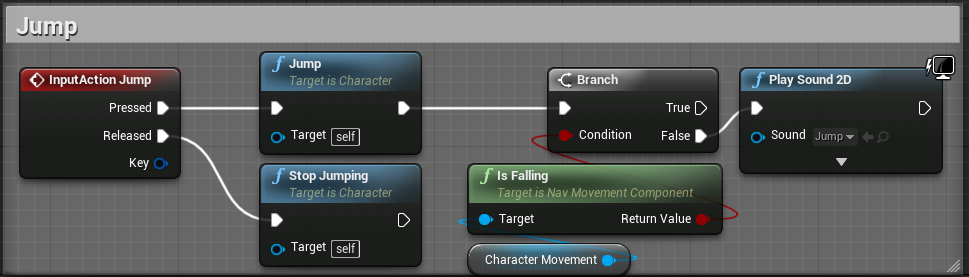 Jump
InputAction Jump
Pressed
Released
Key
f Jump
Target is Character
Target self
f Stop Jumping
Target is Character
Target self
Branch
True
Condition False
f Is Falling
Target is Nav Movement Component
Target Return Value
Character Movement
f Play Sound 2D
Sound Jump